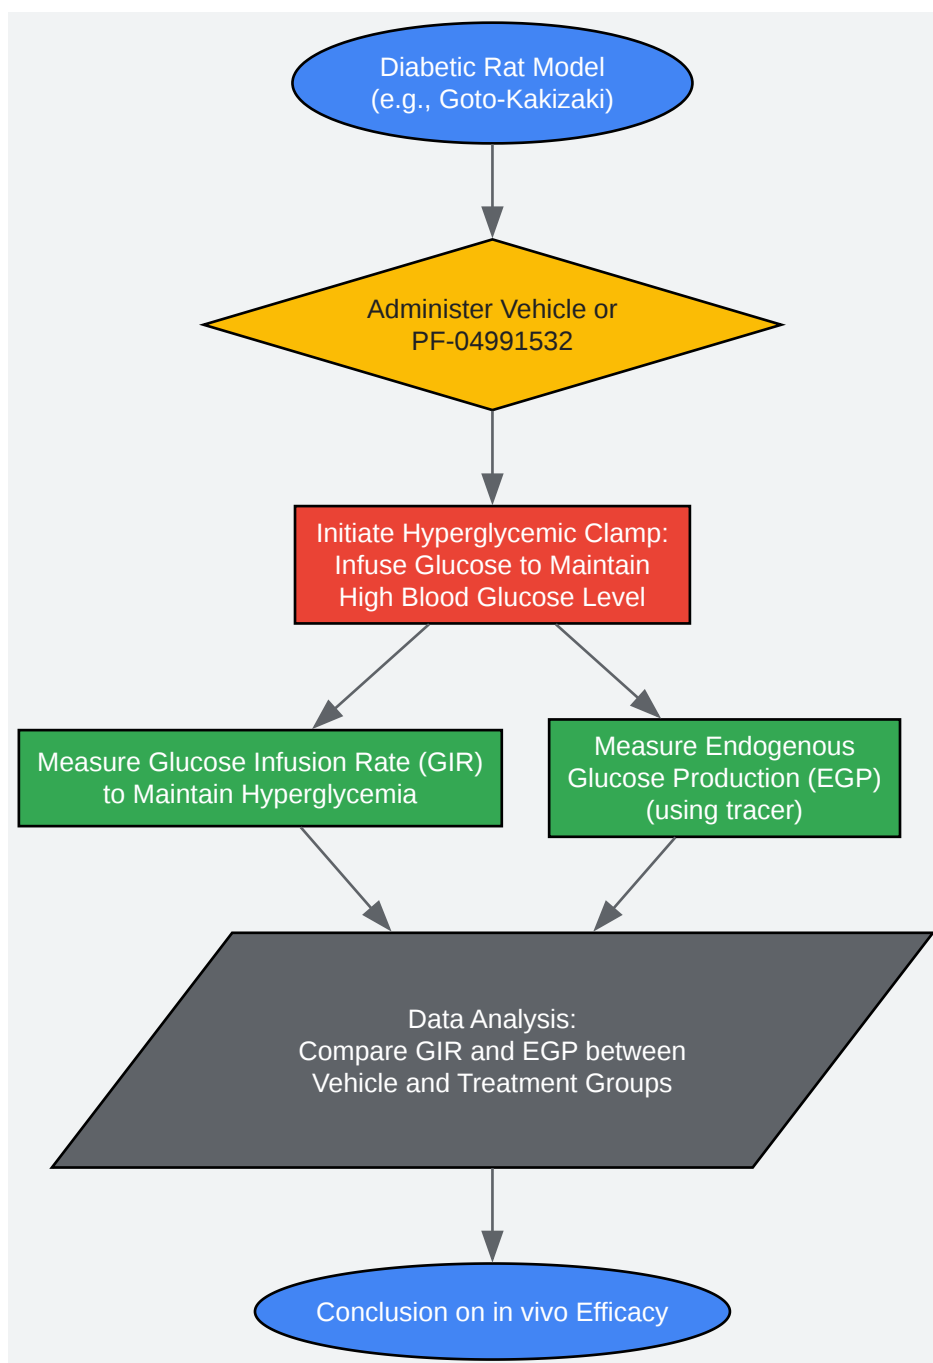 Diabetic Rat Model
(e.g., Goto-Kakizaki)
Administer Vehicle or
PF-04991532
Initiate Hyperglycemic Clamp:
Infuse Glucose to Maintain
High Blood Glucose Level
Measure Glucose Infusion Rate (GIR)
to Maintain Hyperglycemia
Measure Endogenous
Glucose Production (EGP)
(using tracer)
Data Analysis:
Compare GIR and EGP between
Vehicle and Treatment Groups
Conclusion on in vivo Efficacy